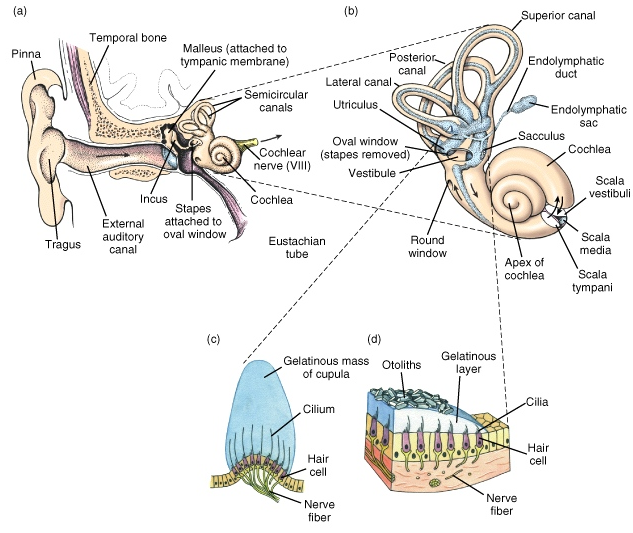 (a)
Pinna
Temporal bone
Malleus (attached to
tympanic membrane)
Semicircular
canals
Cochlear
nerve (VIII)
Cochlea
Incus
Stapes
attached to
oval window
External
auditory
canal
Tragus
Eustachian
tube
(b)
Superior canal
Posterior
canal
Lateral canal
Utriculus
Endolymphatic
duct
Endolymphatic
sac
Oval window
(stapes removed)
Sacculus
Vestibule
Cochlea
Scala
vestibuli
Scala
media
Scala
tympani
Round
window
Apex of
cochlea
(c)
Gelatinous mass
of cupula
Cilium
Hair
cell
Nerve
fiber
(d)
Otoliths
Gelatinous
layer
Cilia
Hair
cell
Nerve
fiber